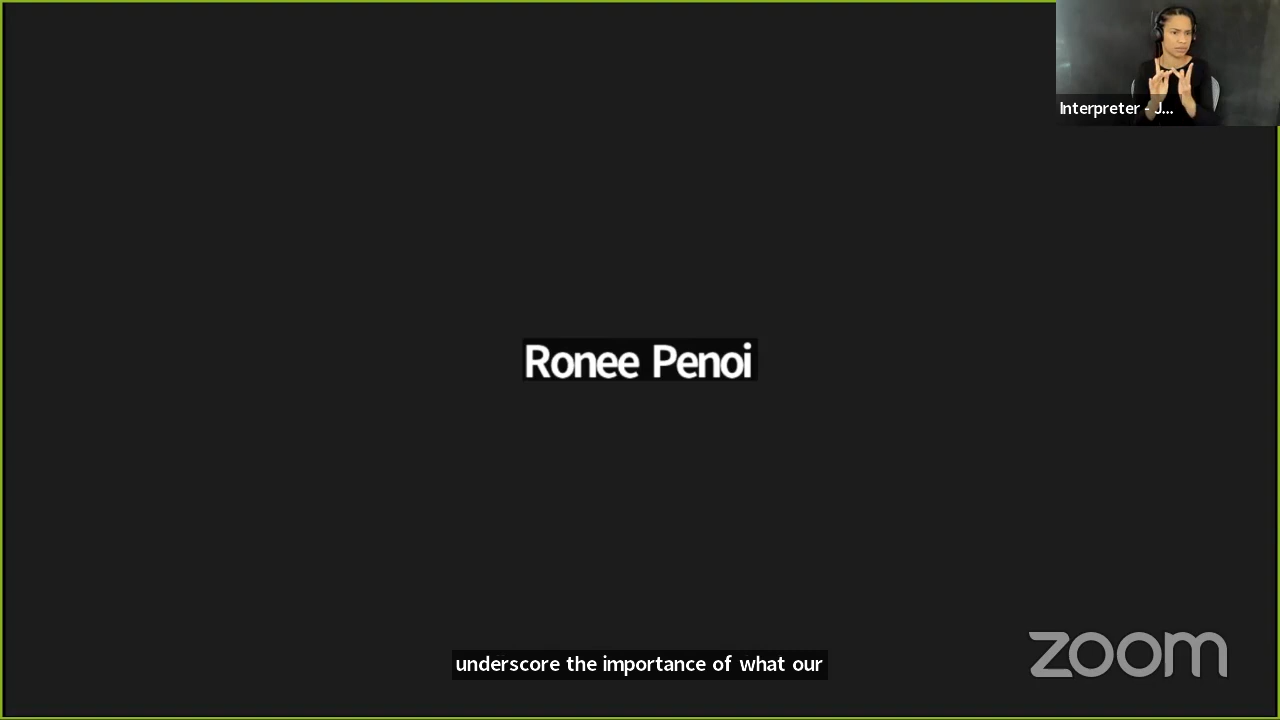 Interpreter - J...
Ronee Penoi
underscore the importance of what our
zoom